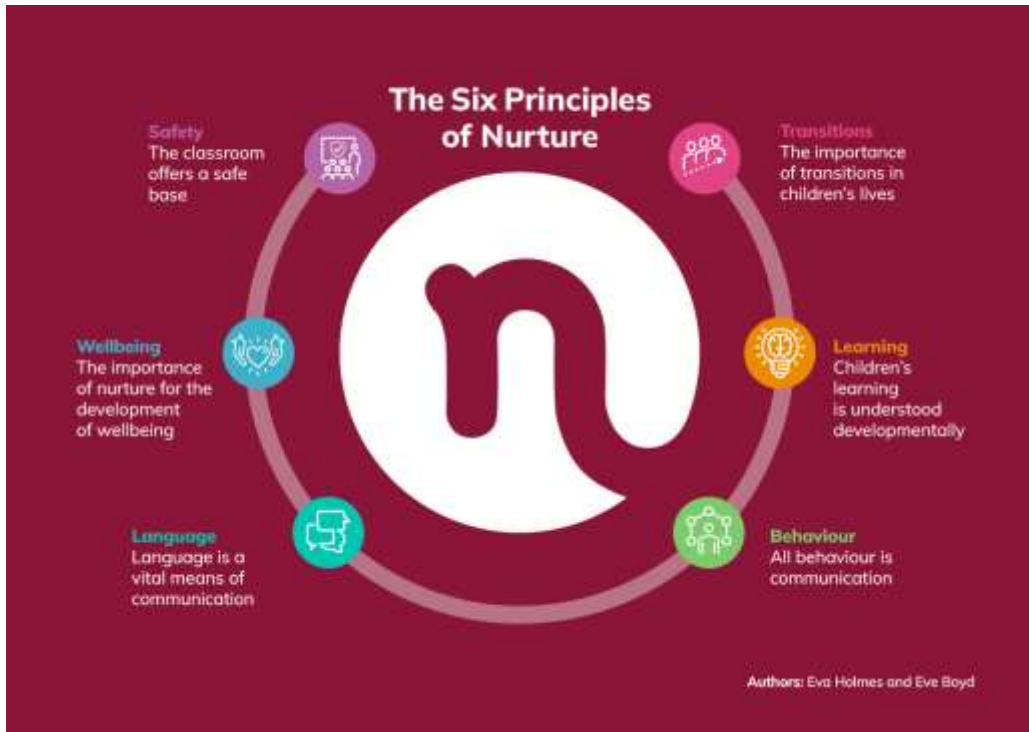 The Six Principles
of Nurture
Safety
The classroom
offers a safe
base
Transitions
The importance
of transitions in
children's lives
Wellbeing
The importance
of nurture for the
development
of wellbeing
Learning
Children's
learning
is understood
developmentally
Language
Language is a
vital means of
communication
Behaviour
All behaviour is
communication
n
Authors: Eva Holmes and Eve Boyd